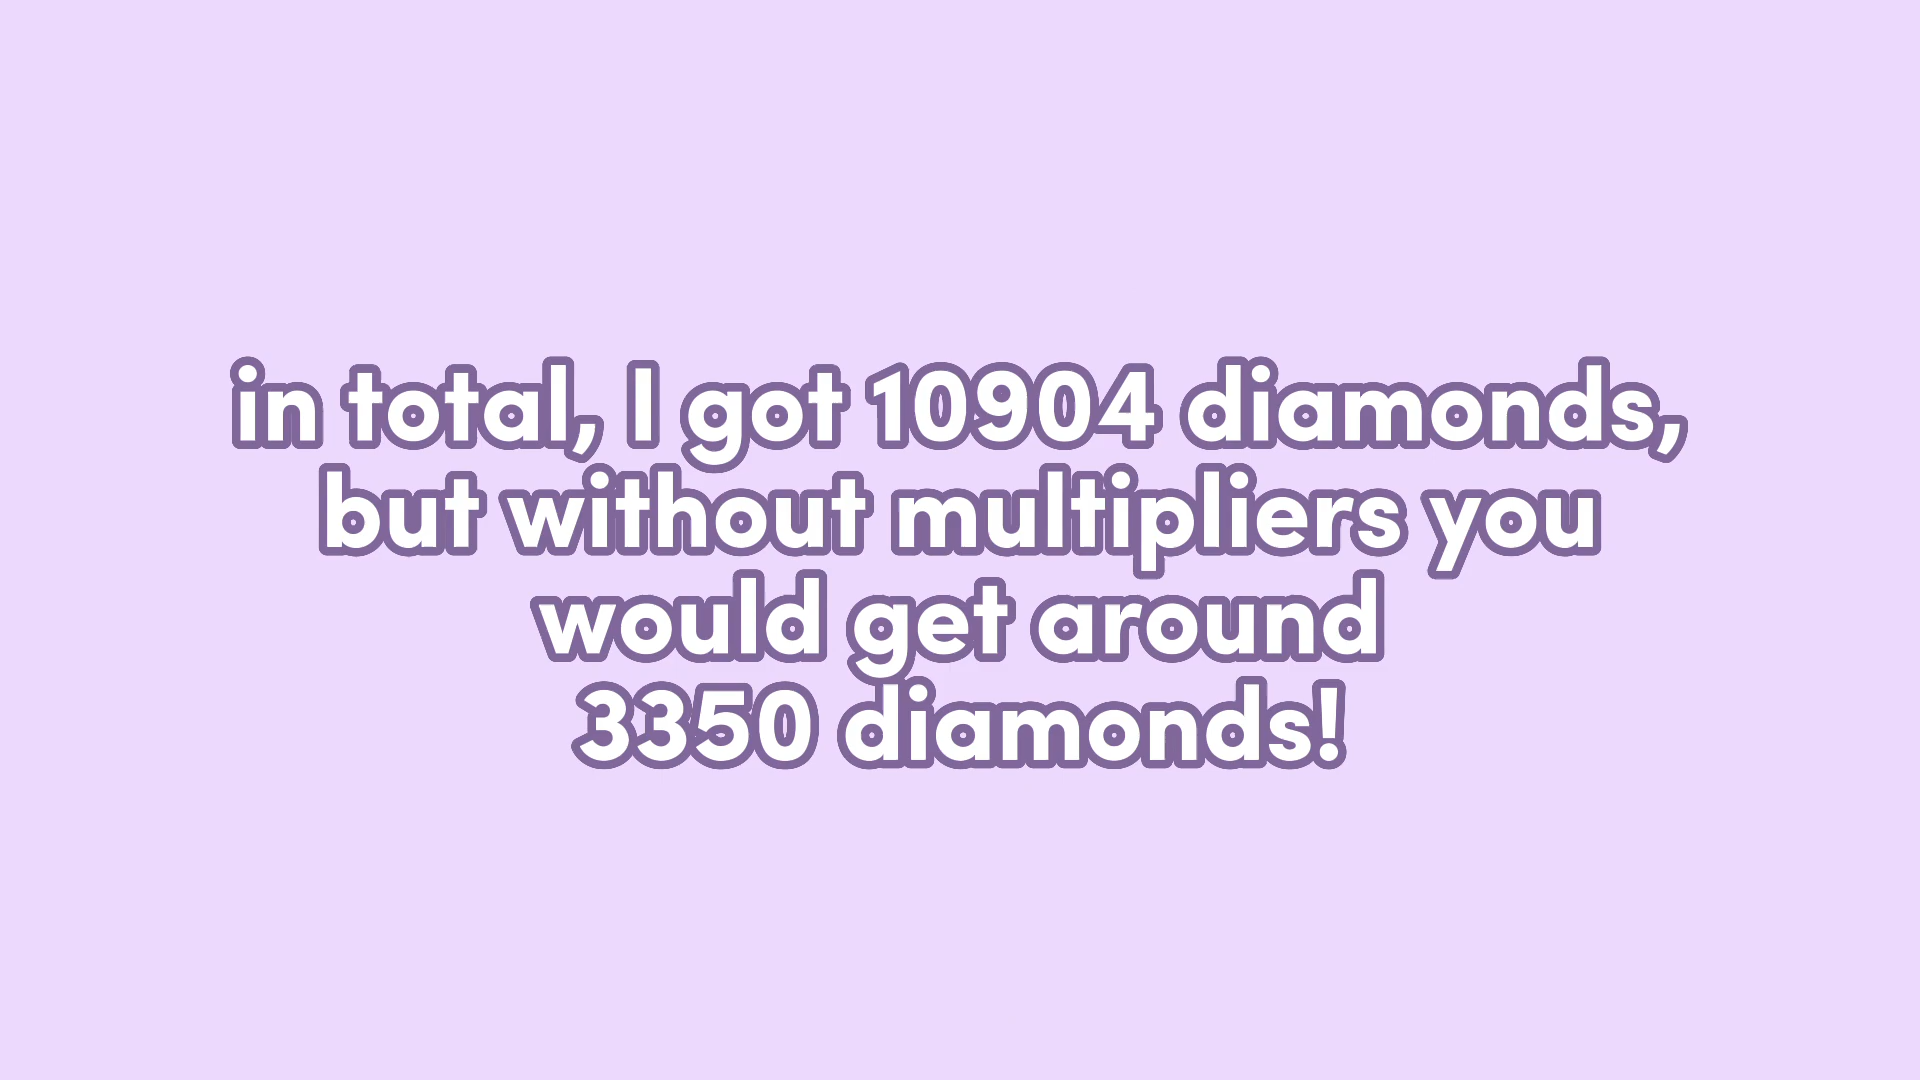 in total, I got 10904 diamonds,
but without multipliers you
would get around
3350 diamonds!